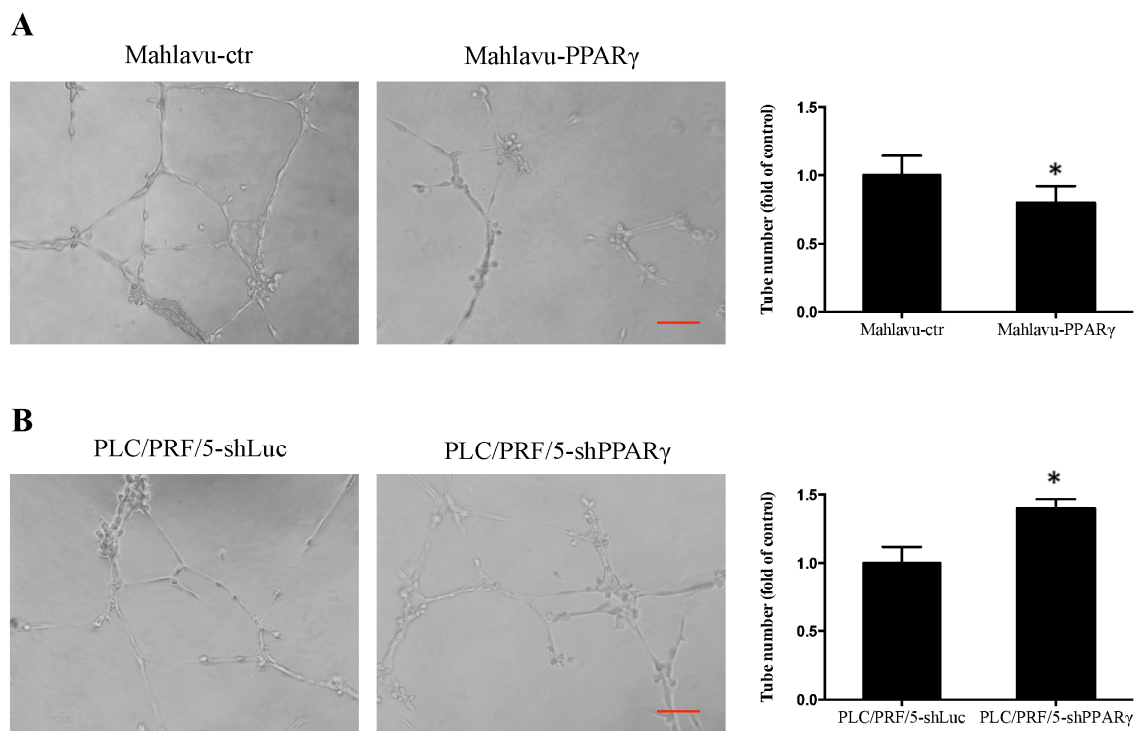 A
Mahlavu-ctr
Mahlavu-PPARγ
Tube number (fold of control)
1.5
1.0
0.5
0.0
*
Mahlavu-ctr
Mahlavu-PPARγ
B
PLC/PRF/5-shLuc
PLC/PRF/5-shPPARγ
Tube number (fold of control)
1.5
1.0
0.5
0.0
*
PLC/PRF/5-shLuc
PLC/PRF/5-shPPARγ